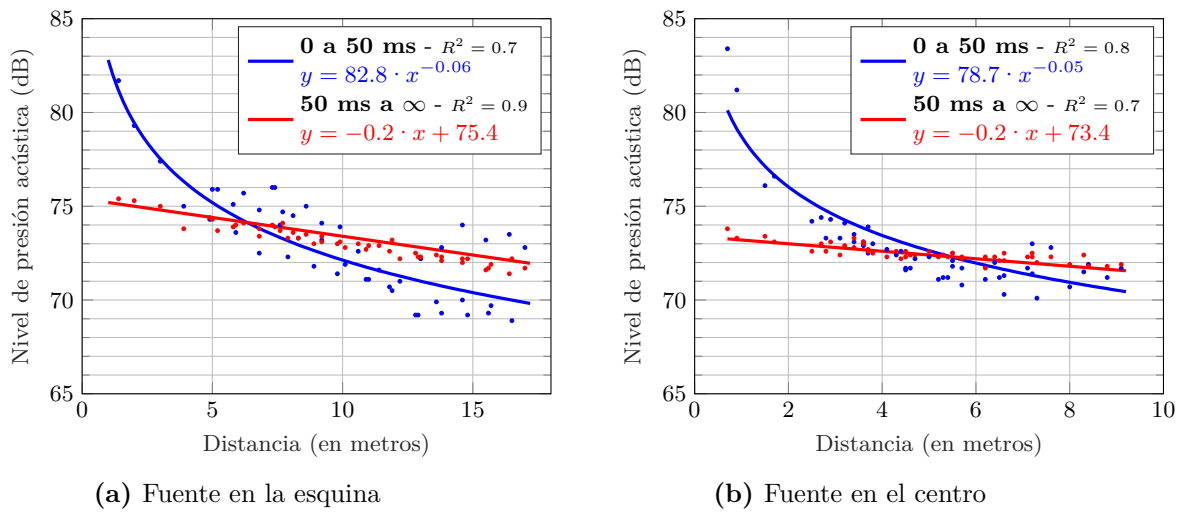 85
80
75
70
65
0
5
10
15
Nivel de presión acústica (dB)
Distancia (en metros)
0 a 50 ms - R² = 0.7
y = 82.8 · x^{-0.06}
50 ms a ∞ - R² = 0.9
y = −0.2 · x + 75.4
(a) Fuente en la esquina
85
80
75
70
65
0
2
4
6
8
10
Nivel de presión acústica (dB)
Distancia (en metros)
0 a 50 ms - R² = 0.8
y = 78.7 · x^{-0.05}
50 ms a ∞ - R² = 0.7
y = −0.2 · x + 73.4
(b) Fuente en el centro